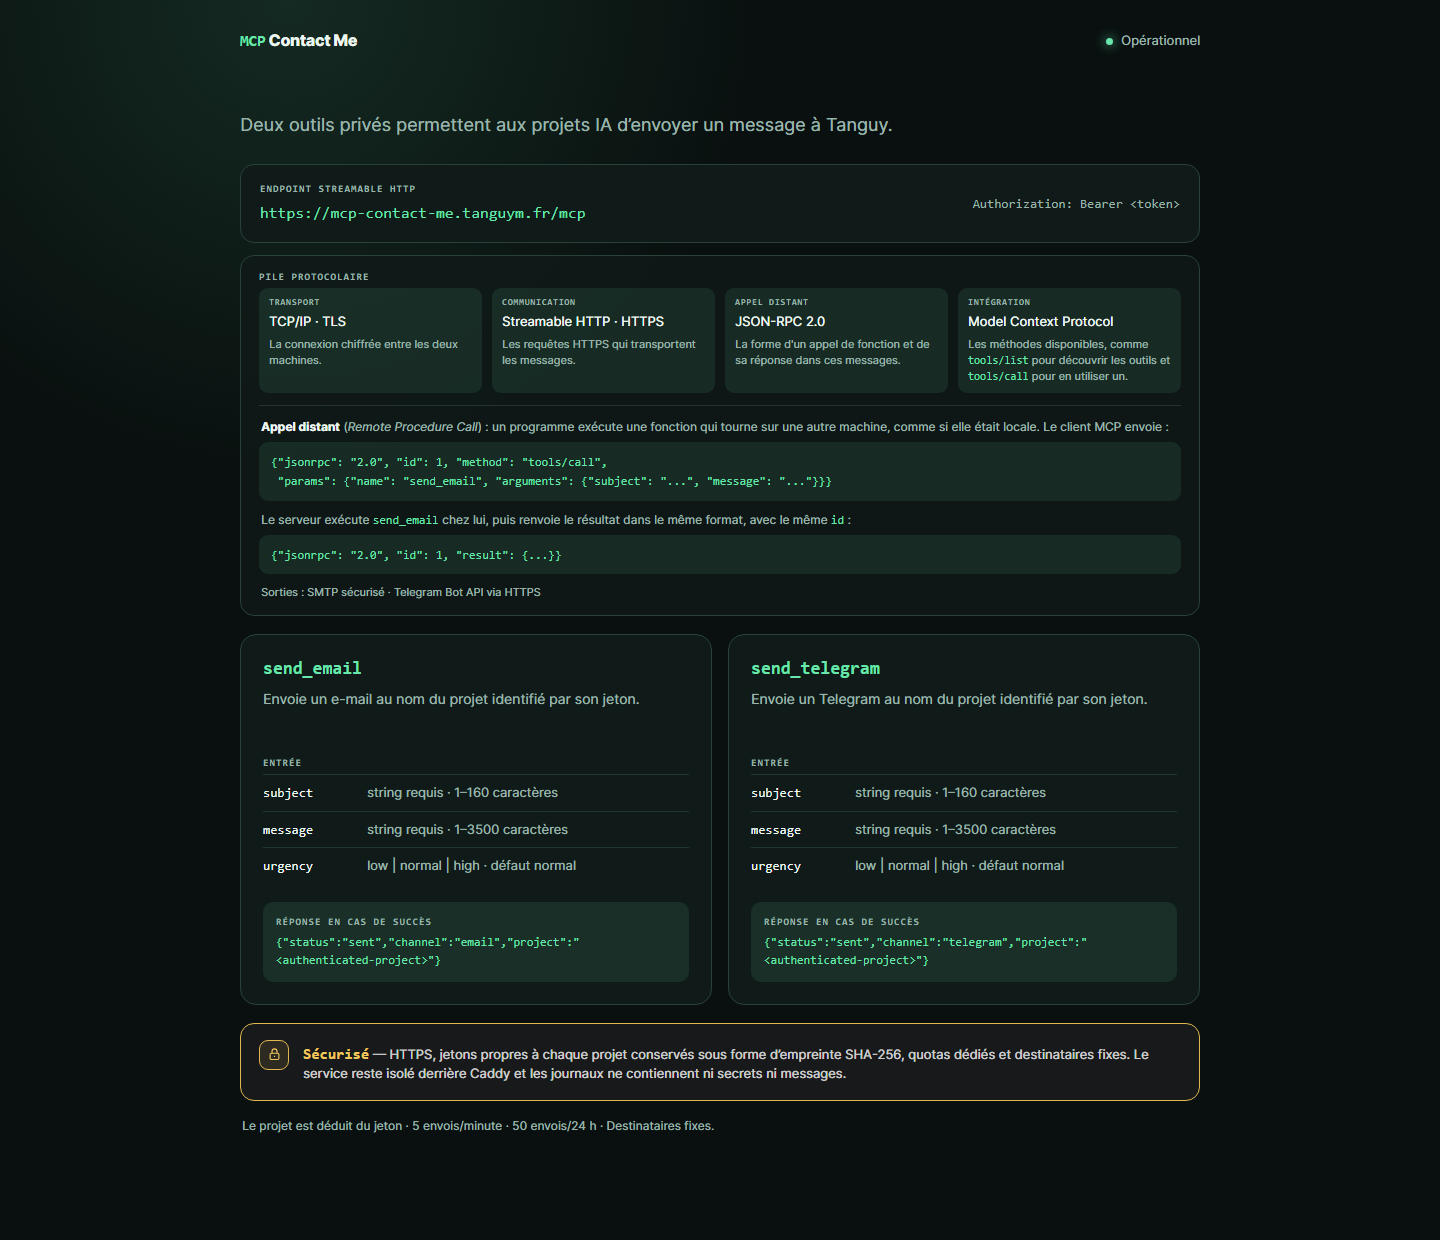 MCP Contact Me
Opérationnel
Deux outils privés permettent aux projets IA d’envoyer un message à Tanguy.
ENDPOINT STREAMABLE HTTP
https://mcp-contact-me.tanguym.fr/mcp
Authorization: Bearer <token>
PILE PROTOCOLAIRE
TRANSPORT
TCP/IP · TLS
La connexion chiffrée entre les deux
machines.
COMMUNICATION
Streamable HTTP · HTTPS
Les requêtes HTTPS qui transportent
les messages.
APPEL DISTANT
JSON-RPC 2.0
La forme d'un appel de fonction et de
sa réponse dans ces messages.
INTÉGRATION
Model Context Protocol
Les méthodes disponibles, comme
tools/list pour découvrir les outils et
tools/call pour en utiliser un.
Appel distant (Remote Procedure Call) : un programme exécute une fonction qui tourne sur une autre machine, comme si elle était locale. Le client MCP envoie :
{"jsonrpc": "2.0", "id": 1, "method": "tools/call",
"params": {"name": "send_email", "arguments": {"subject": "...", "message": "..."}}}
Le serveur exécute send_email chez lui, puis renvoie le résultat dans le même format, avec le même id :
{"jsonrpc": "2.0", "id": 1, "result": {...}}
Sorties : SMTP sécurisé · Telegram Bot API via HTTPS
send_email
Envoie un e-mail au nom du projet identifié par son jeton.
ENTRÉE
subject string requis · 1–160 caractères
message string requis · 1–3500 caractères
urgency low | normal | high · défaut normal
RÉPONSE EN CAS DE SUCCÈS
{"status":"sent","channel":"email","project":"
<authenticated-project>"}
send_telegram
Envoie un Telegram au nom du projet identifié par son jeton.
ENTRÉE
subject string requis · 1–160 caractères
message string requis · 1–3500 caractères
urgency low | normal | high · défaut normal
RÉPONSE EN CAS DE SUCCÈS
{"status":"sent","channel":"telegram","project":"
<authenticated-project>"}
Sécurisé — HTTPS, jetons propres à chaque projet conservés sous forme d’empreinte SHA-256, quotas dédiés et destinataires fixes. Le
service reste isolé derrière Caddy et les journaux ne contiennent ni secrets ni messages.
Le projet est déduit du jeton · 5 envois/minute · 50 envois/24 h · Destinataires fixes.